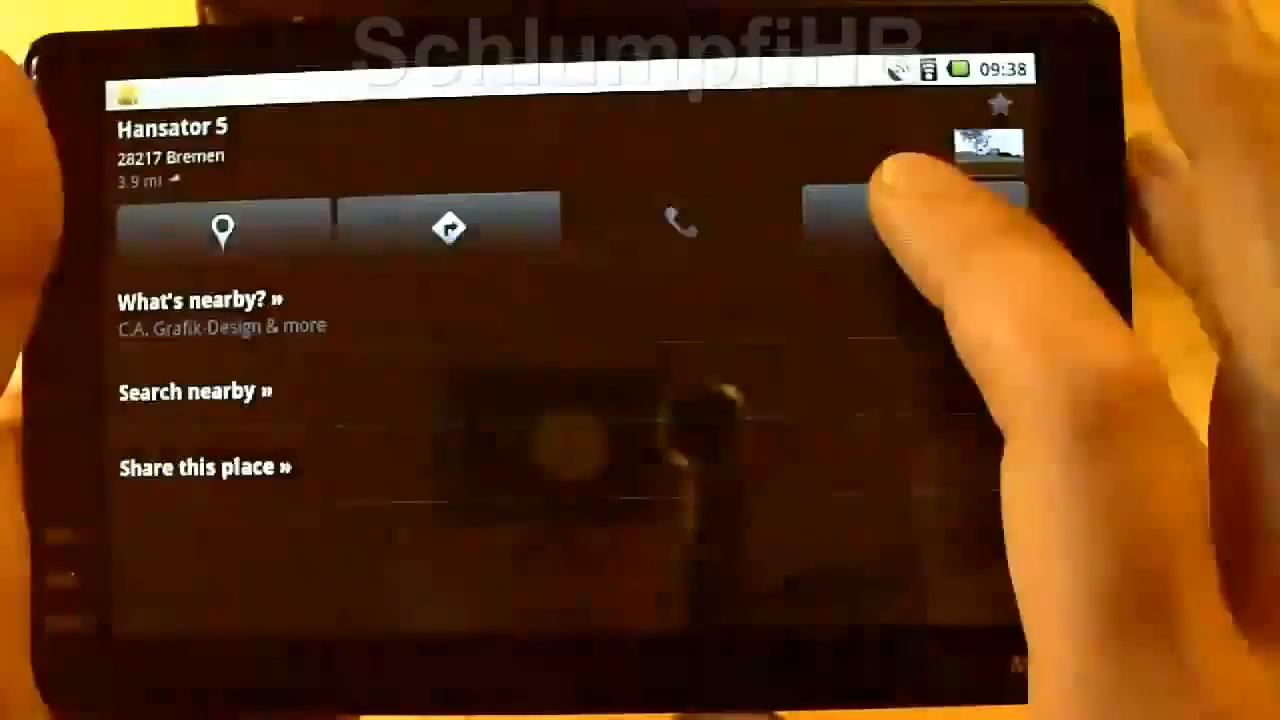 SchlumpfiHB
09:38
Hansator 5
28217 Bremen
3.9 mi
What's nearby? »
C.A. Grafik-Design & more
Search nearby »
Share this place »